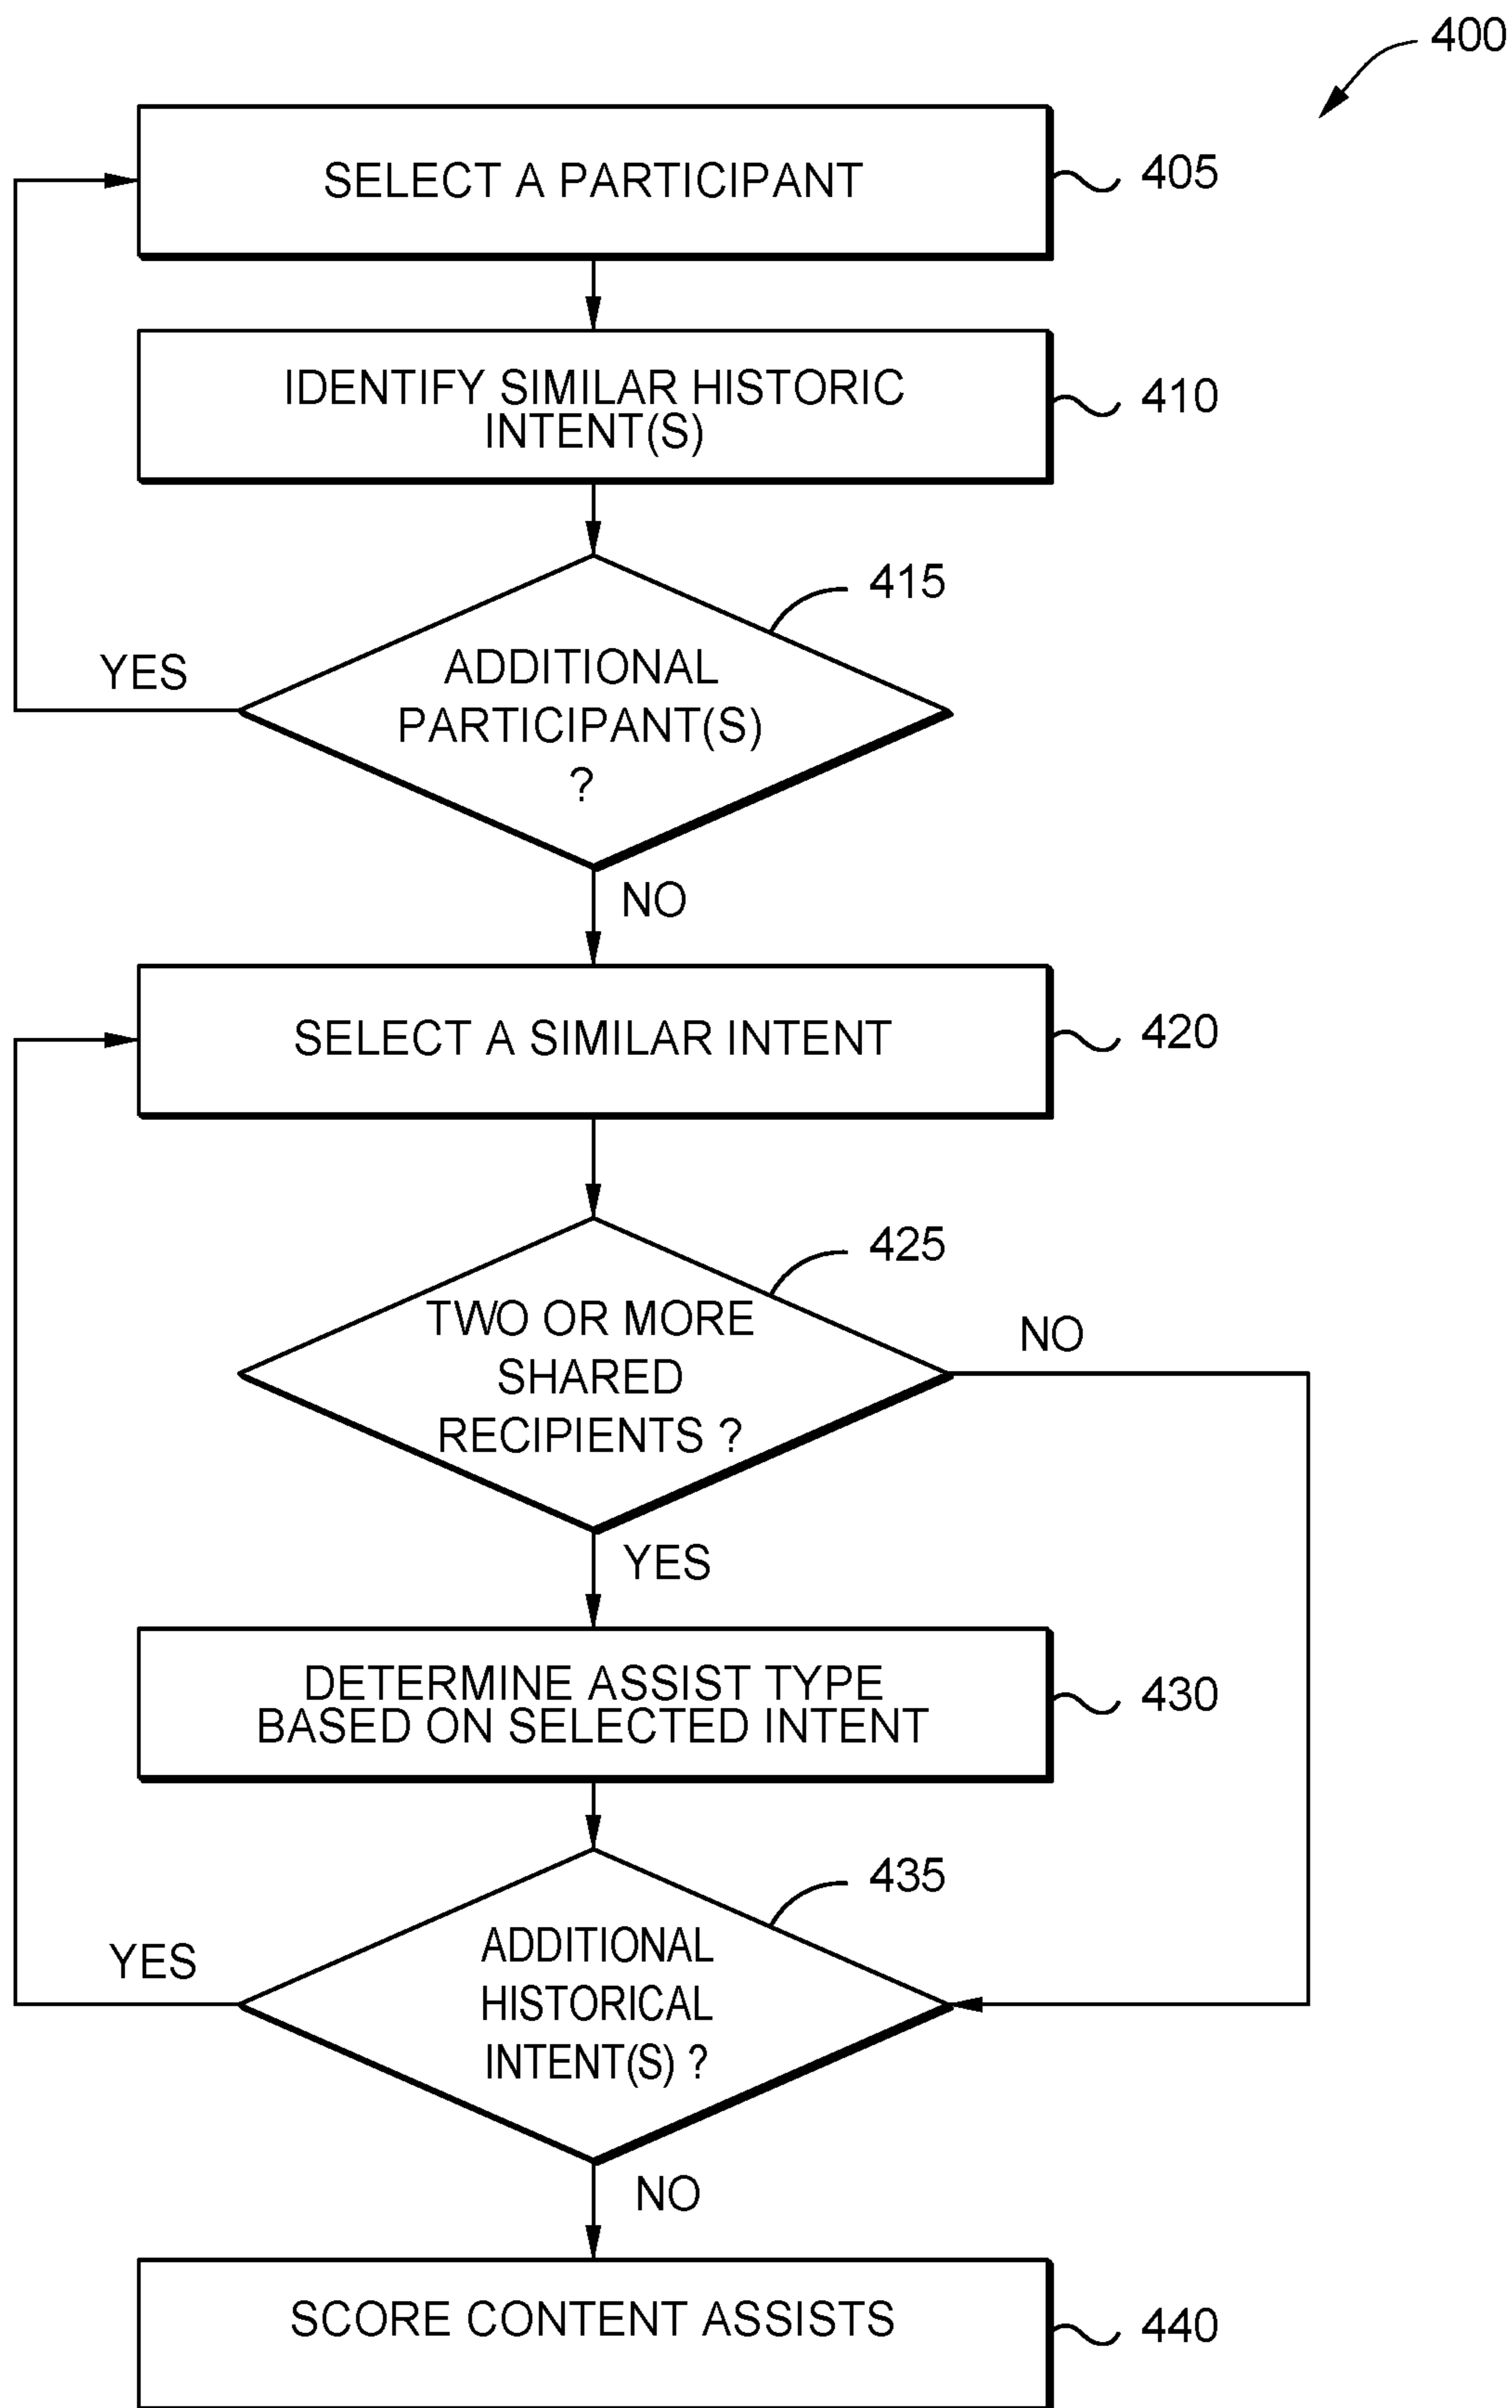 400
SELECT A PARTICIPANT
405
IDENTIFY SIMILAR HISTORIC
INTENT(S)
410
415
ADDITIONAL
PARTICIPANT(S)
?
YES
NO
SELECT A SIMILAR INTENT
420
425
TWO OR MORE
SHARED
RECIPIENTS ?
NO
YES
DETERMINE ASSIST TYPE
BASED ON SELECTED INTENT
430
435
ADDITIONAL
HISTORICAL
INTENT(S) ?
YES
NO
SCORE CONTENT ASSISTS
440